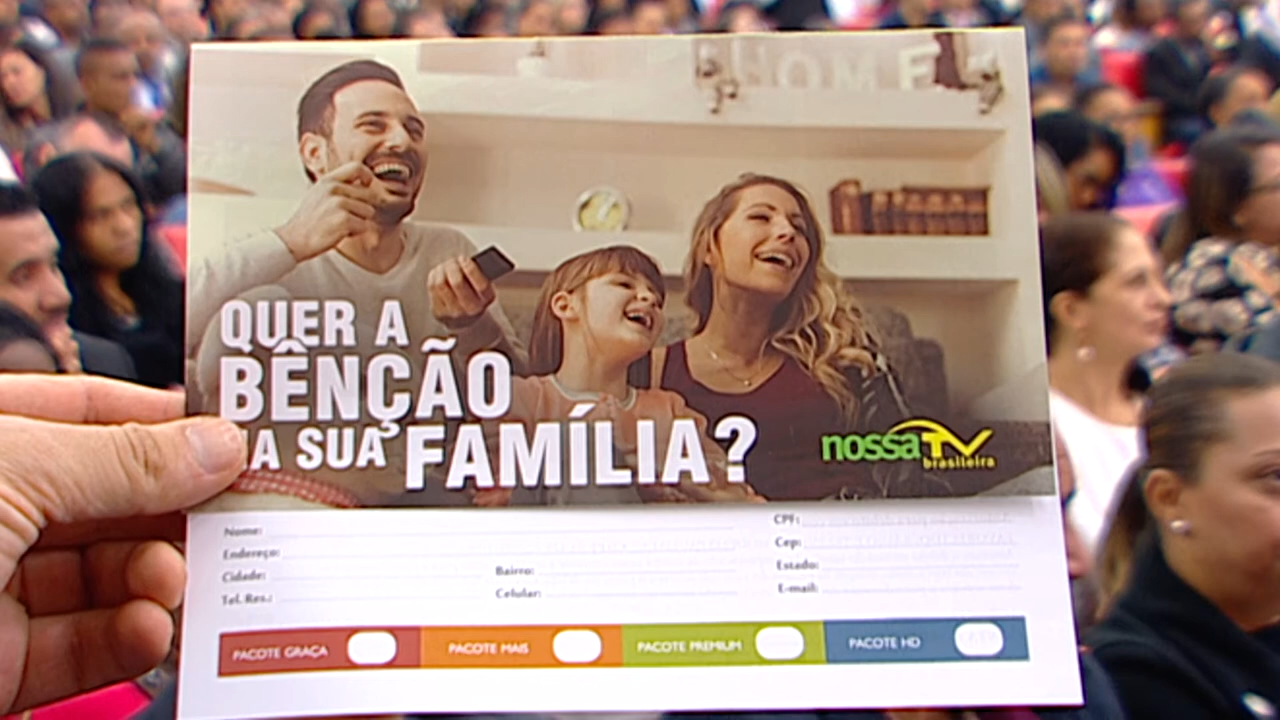 HOME
QUER A
BÊNÇÃO
NA SUA FAMÍLIA?
nossaTV
brasileira
Nome:
CPF:
Endereço:
Cep:
Cidade:
Bairro:
Estado:
Tel. Res.:
Celular:
E-mail:
PACOTE GRAÇA
PACOTE MAIS
PACOTE PREMIUM
PACOTE HD